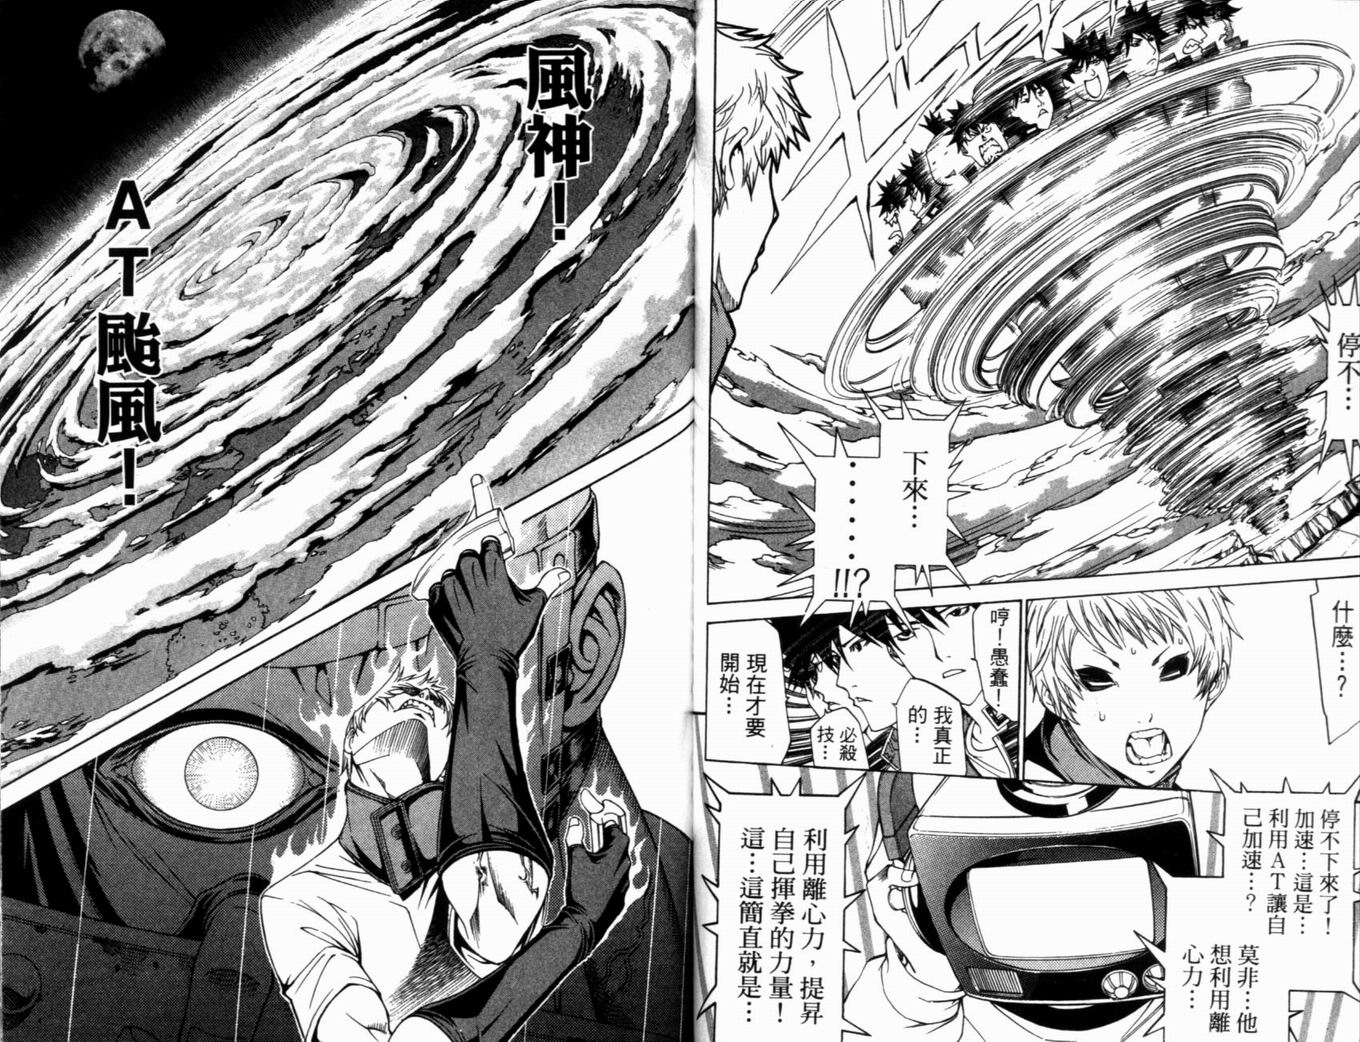 停不…
下來…
……!!?
什麼…?
哼!愚蠢!
我真正
的…
必殺
技…
現在才要
開始…
停不下來了!
加速…這是…
利用AT讓自
己加速…?
莫非…他
想利用離
心力…
利用離心力,提昇
自己揮拳的力量!
這…這簡直就是…
風神!
AT颱風!